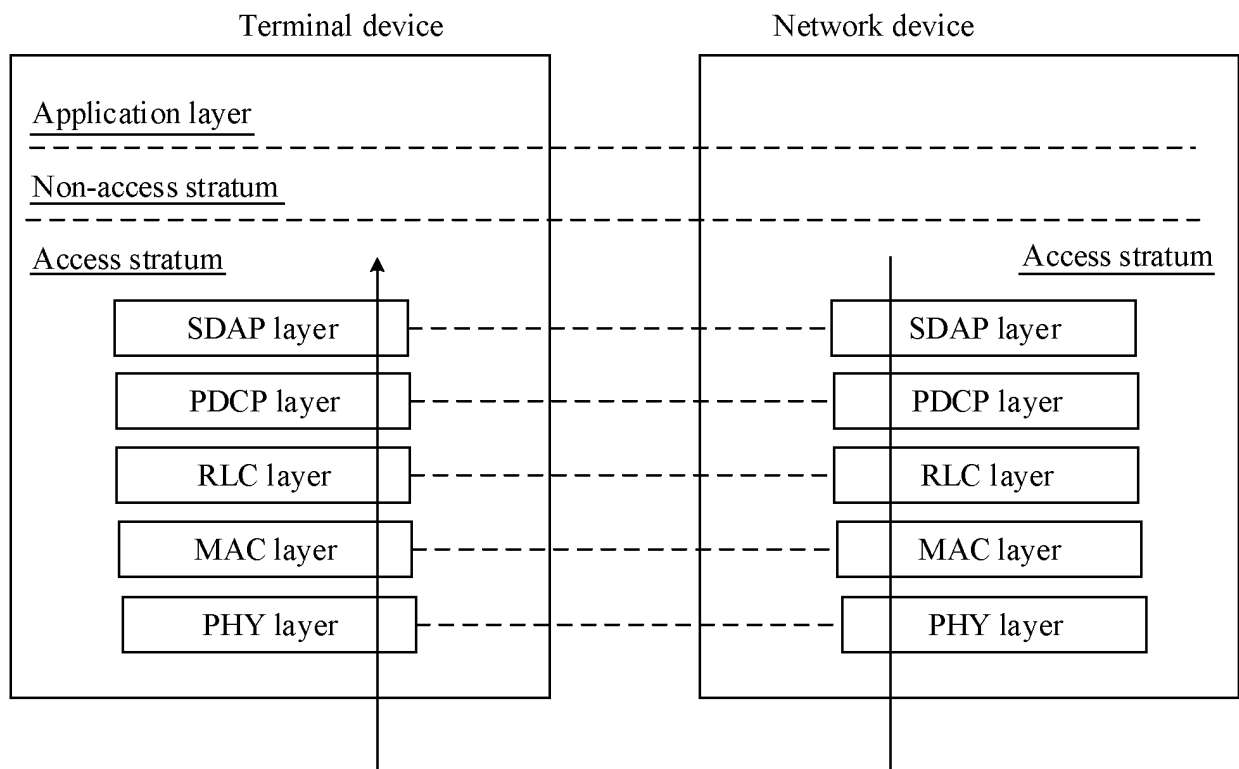 Terminal device
Network device
Application layer
Non-access stratum
Access stratum
Access stratum
SDAP layer
SDAP layer
PDCP layer
PDCP layer
RLC layer
RLC layer
MAC layer
MAC layer
PHY layer
PHY layer